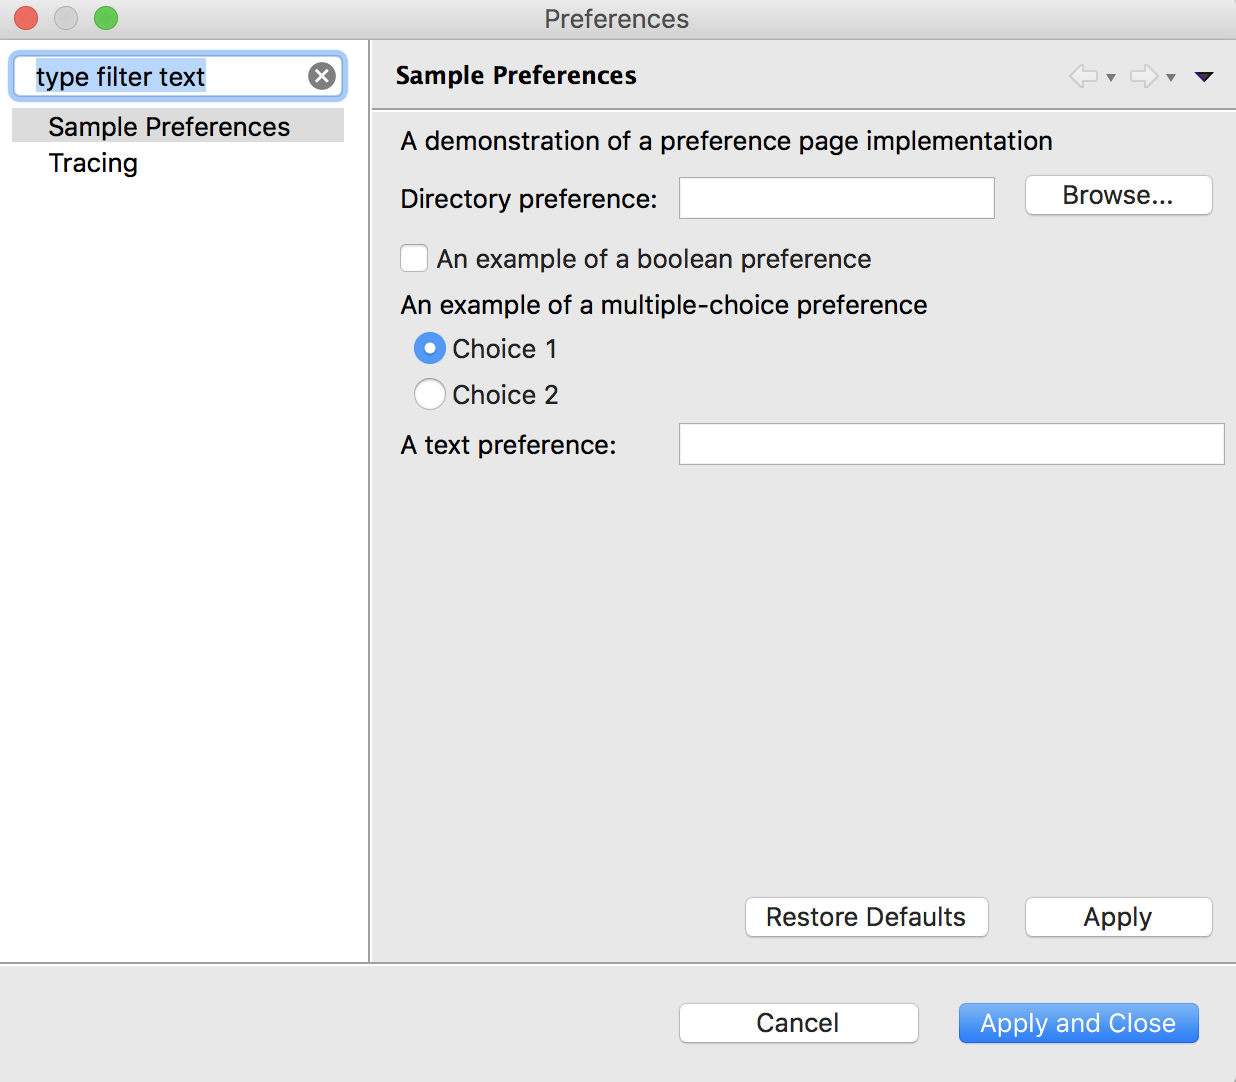 Preferences
type filter text
Sample Preferences
Tracing
Sample Preferences
A demonstration of a preference page implementation
Directory preference:
Browse...
An example of a boolean preference
An example of a multiple-choice preference
Choice 1
Choice 2
A text preference:
Restore Defaults
Apply
Cancel
Apply and Close